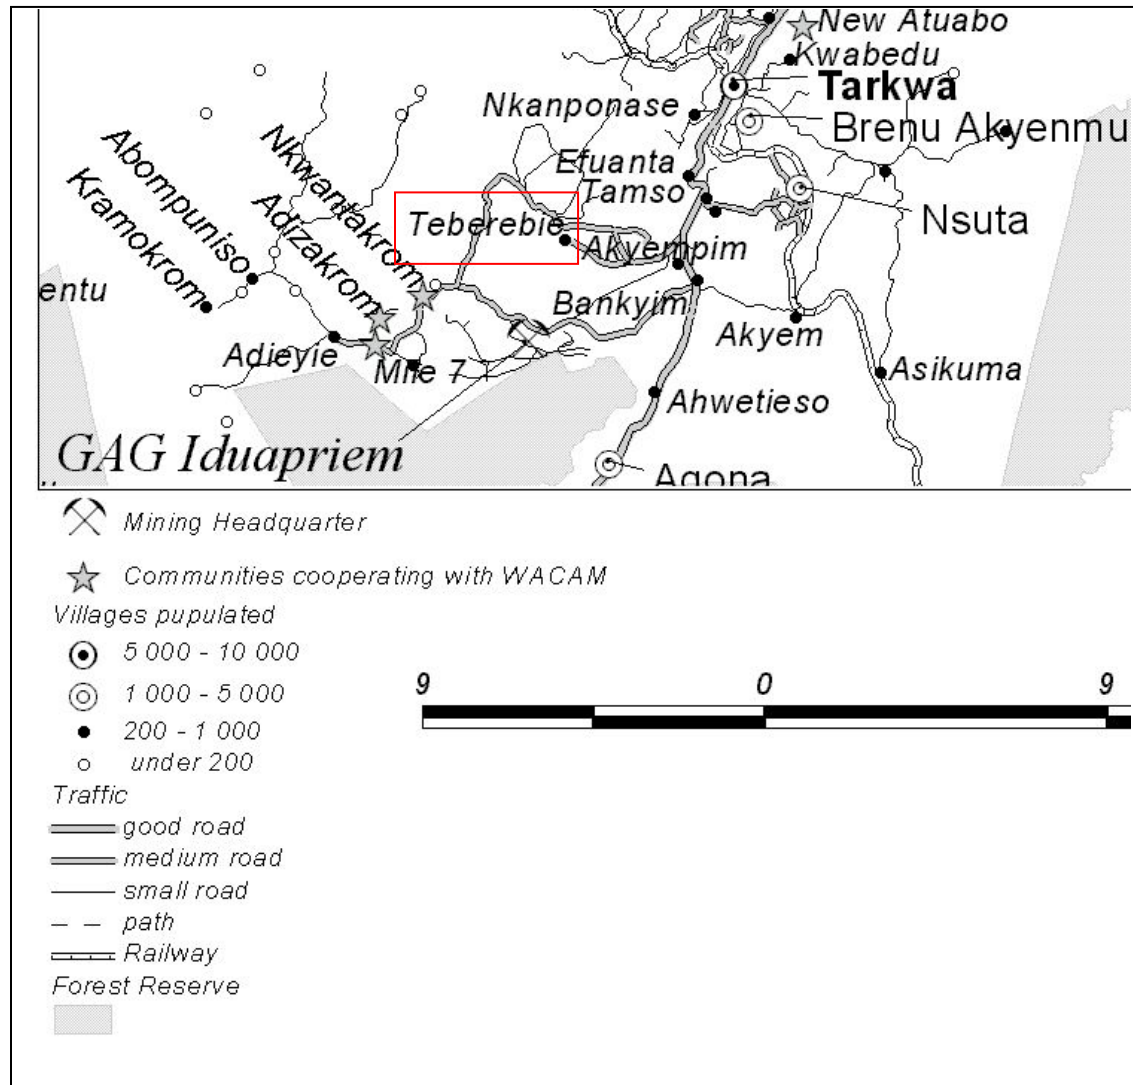 New Atuabo
Kwabedu
Tarkwa
Nkanponase
Brenu Akyenmu
Abompuniso
Nkwantakrom
Efuanta
Kramokrom
Adizakrom
Tamso
Teberebie
Nsuta
Akyempim
entu
Bankyim
Akyem
Adieyie
Mile 7
Asikuma
Ahwetieso
GAG Iduapriem
Agona
Mining Headquarter
Communities cooperating with WACAM
Villages pupulated
5 000 - 10 000
1 000 - 5 000
200 - 1 000
under 200
9 0 9
Traffic
good road
medium road
small road
path
Railway
Forest Reserve